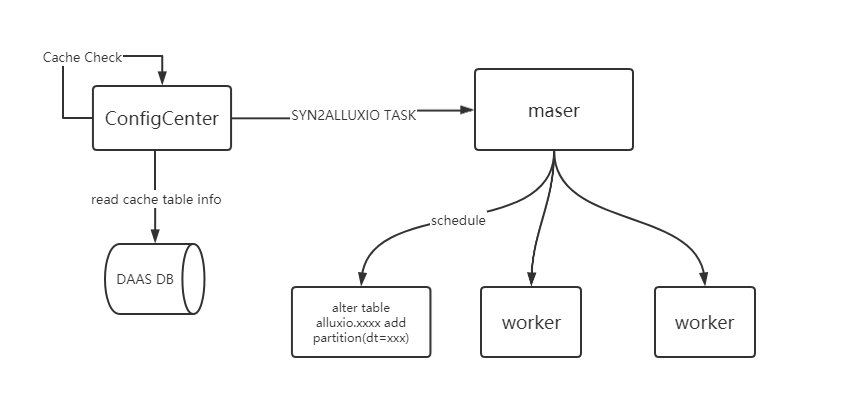 Cache Check
ConfigCenter
SYN2ALLUXIO TASK
maser
read cache table info
schedule
DAAS DB
alter table
alluxio.xxxx add
partition(dt=xxx)
worker
worker